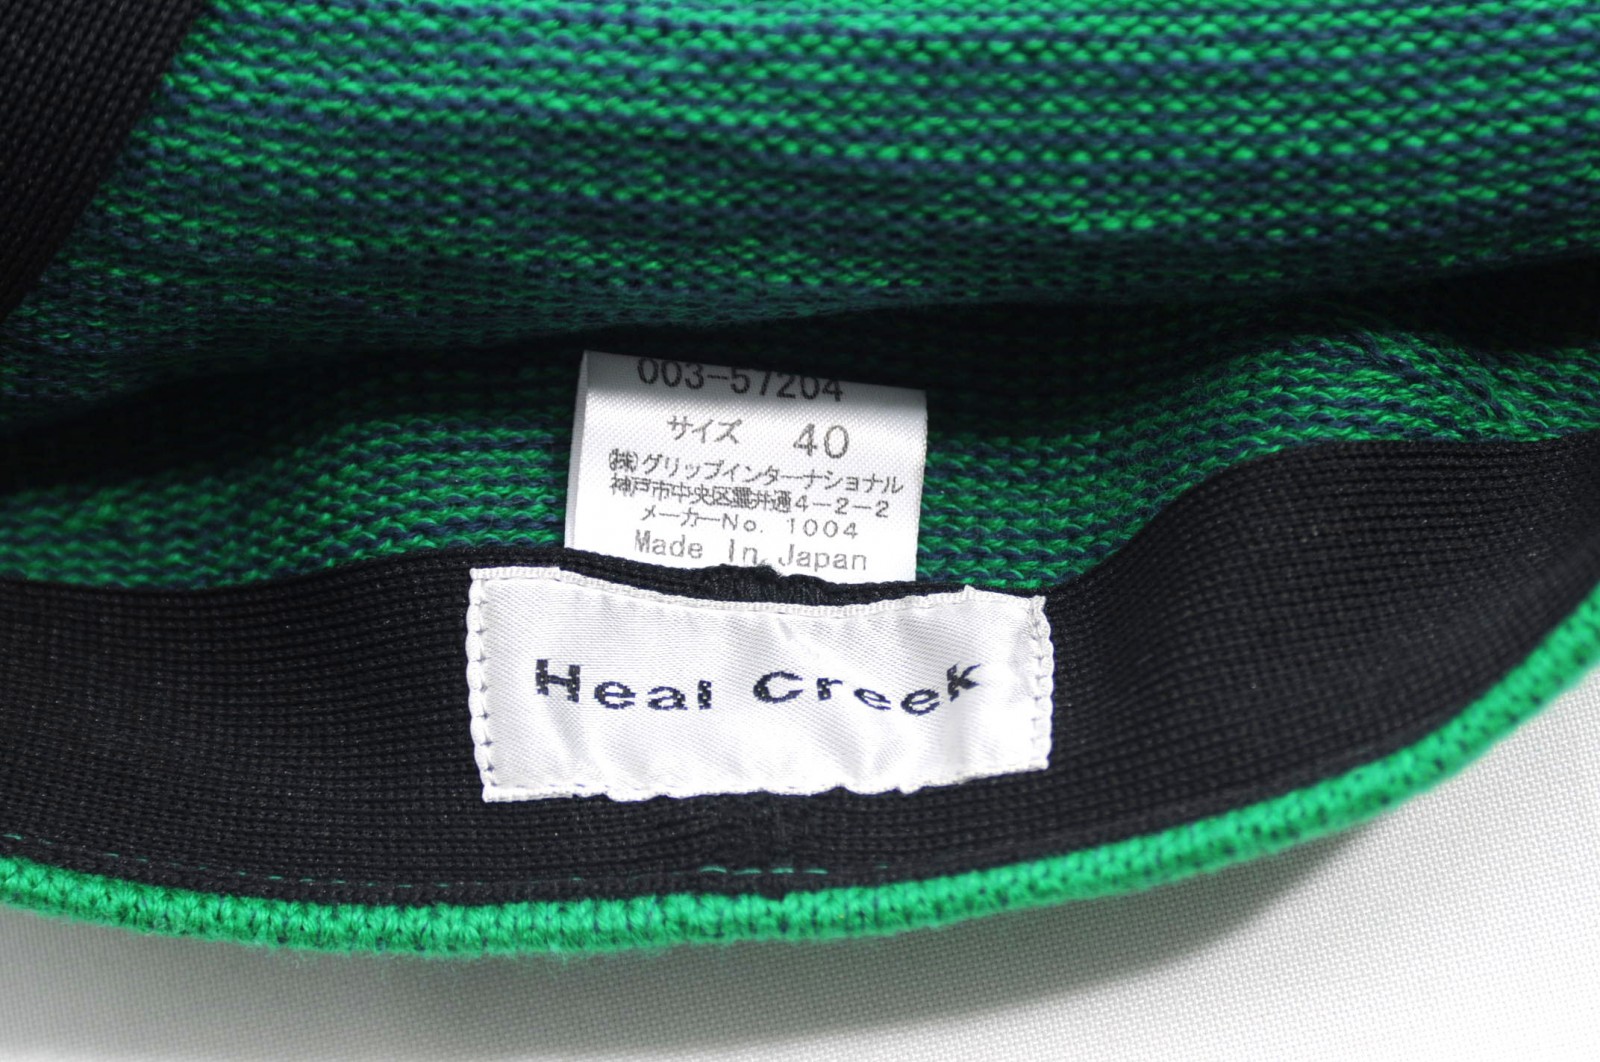 003-57204
サイズ 40
(株)グリップインターナショナル
神戸市中央区雲井通4-2-2
メーカーNo. 1004
Made In Japan
Heal Creek